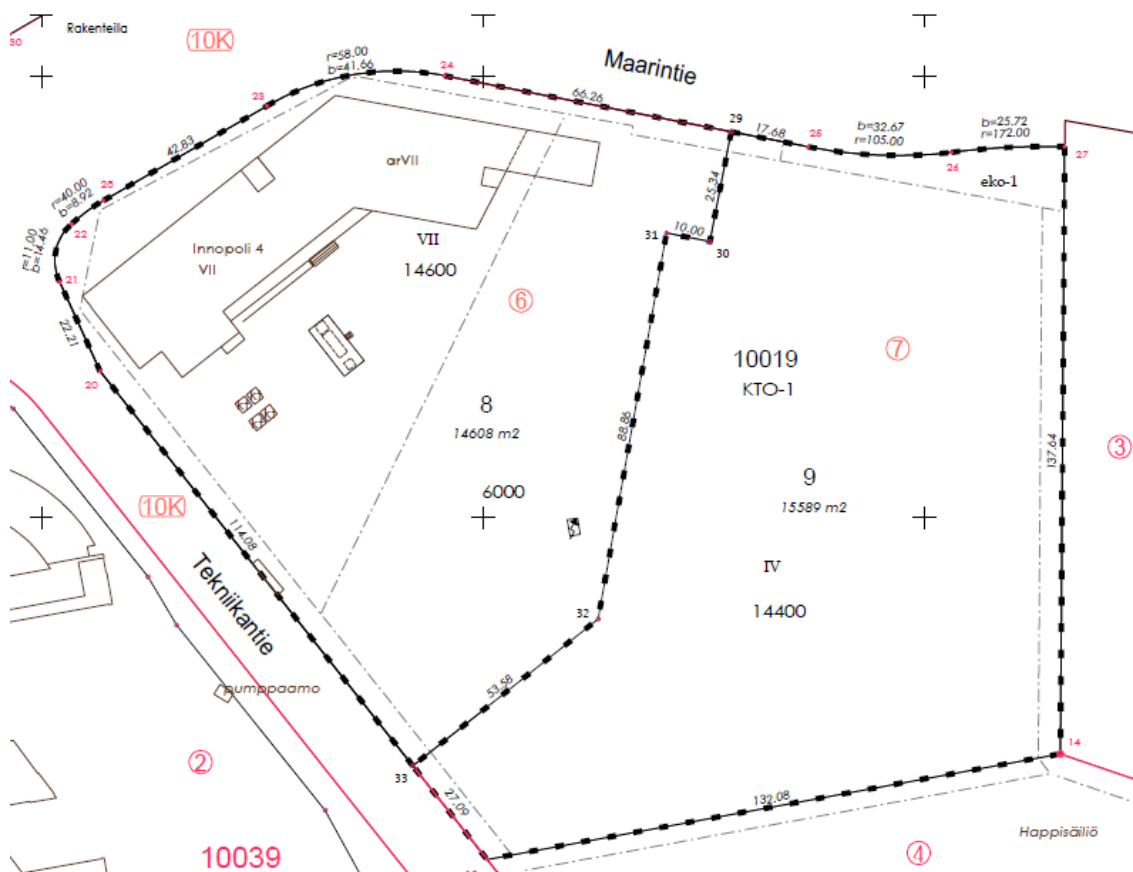 Rakenteilla
30
10K
r=58.00
b=41.66
24
Maarintie
66.26
29
17.68
25
b=32.67
r=105.00
b=25.72
r=172.00
26
27
eko-1
23
42.83
28
r=40.00
b=8.92
22
r=11.00
b=14.46
21
22.21
20
arVII
Innopoli 4
VII
VII
14600
25.34
31
10.00
30
6
7
10019
KTO-1
3
8
14608 m2
88.86
137.64
6000
9
15589 m2
10K
114.08
Tekniikantie
IV
14400
32
53.58
pumppaamo
2
33
27.09
132.08
14
10039
4
Happisäiliö